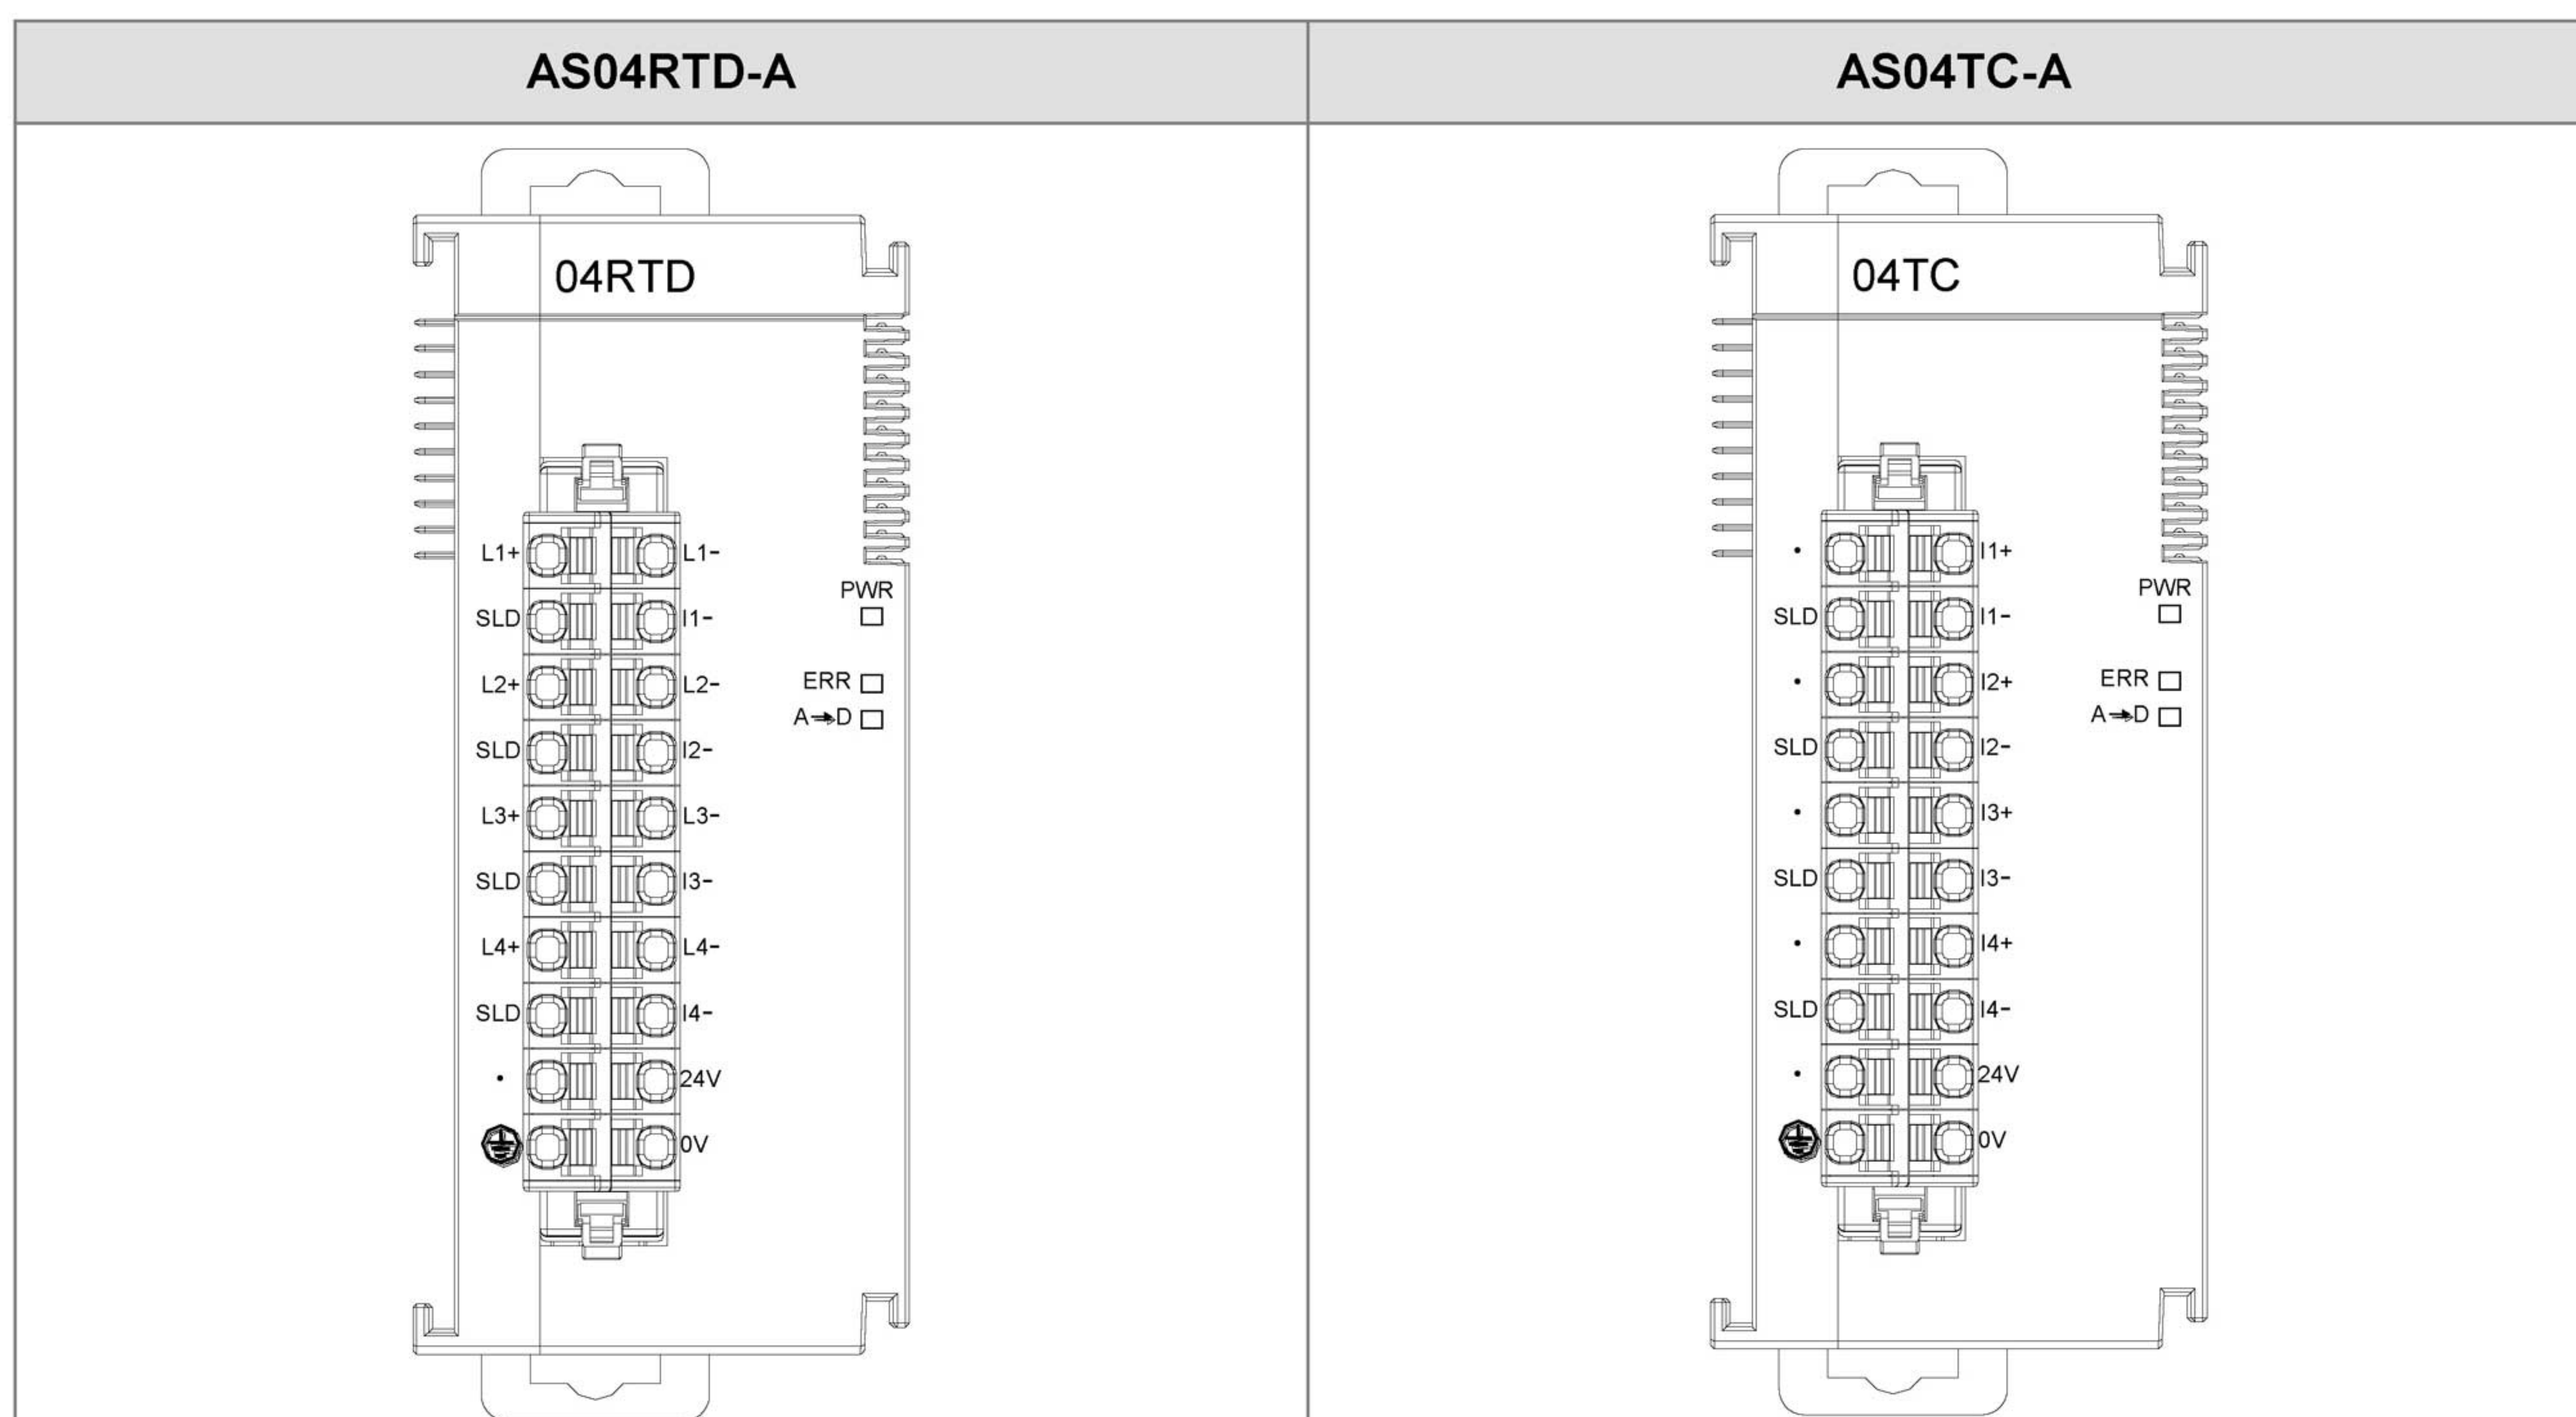 AS04RTD-A
AS04TC-A
04RTD
L1+ L1-
SLD I1-
L2+ L2-
SLD I2-
L3+ L3-
SLD I3-
L4+ L4-
SLD I4-
• 24V
0V
PWR
ERR
A→D
04TC
• I1+
SLD I1-
• I2+
SLD I2-
• I3+
SLD I3-
• I4+
SLD I4-
• 24V
0V
PWR
ERR
A→D